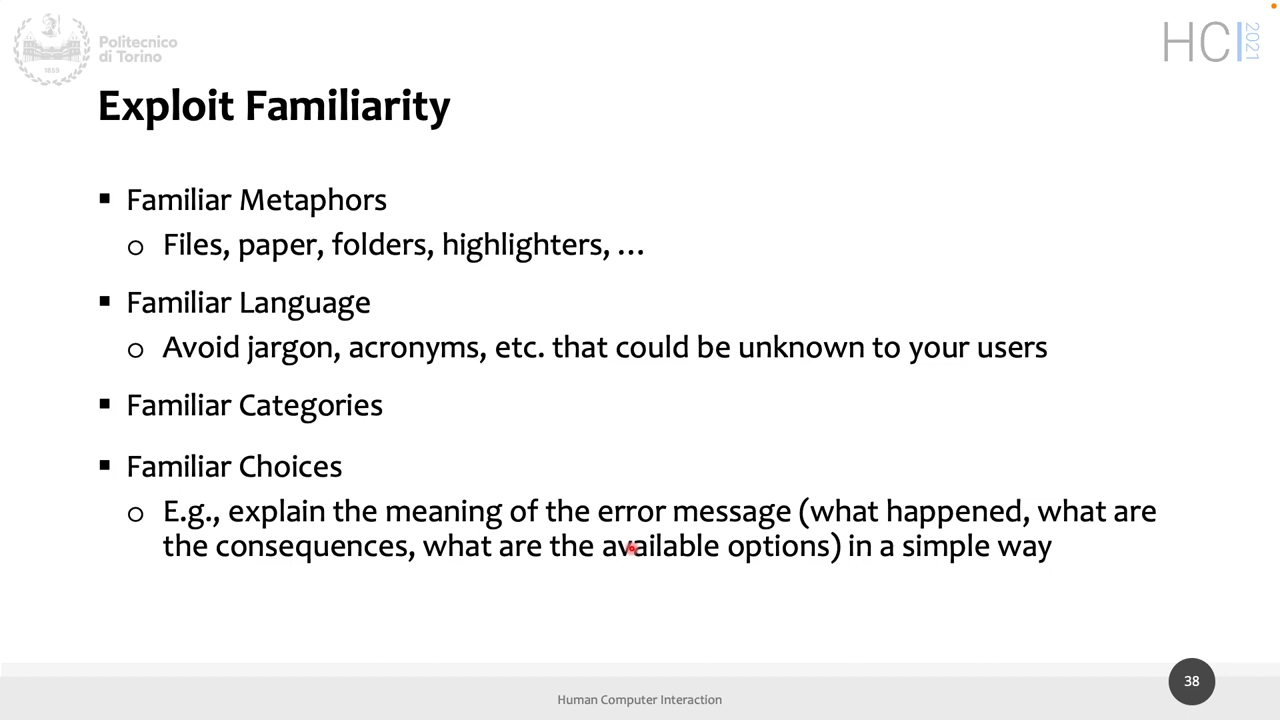 Politecnico
di Torino
1859
HCI 2021
Exploit Familiarity
▪ Familiar Metaphors
o Files, paper, folders, highlighters, …
▪ Familiar Language
o Avoid jargon, acronyms, etc. that could be unknown to your users
▪ Familiar Categories
▪ Familiar Choices
o E.g., explain the meaning of the error message (what happened, what are
the consequences, what are the available options) in a simple way
38
Human Computer Interaction